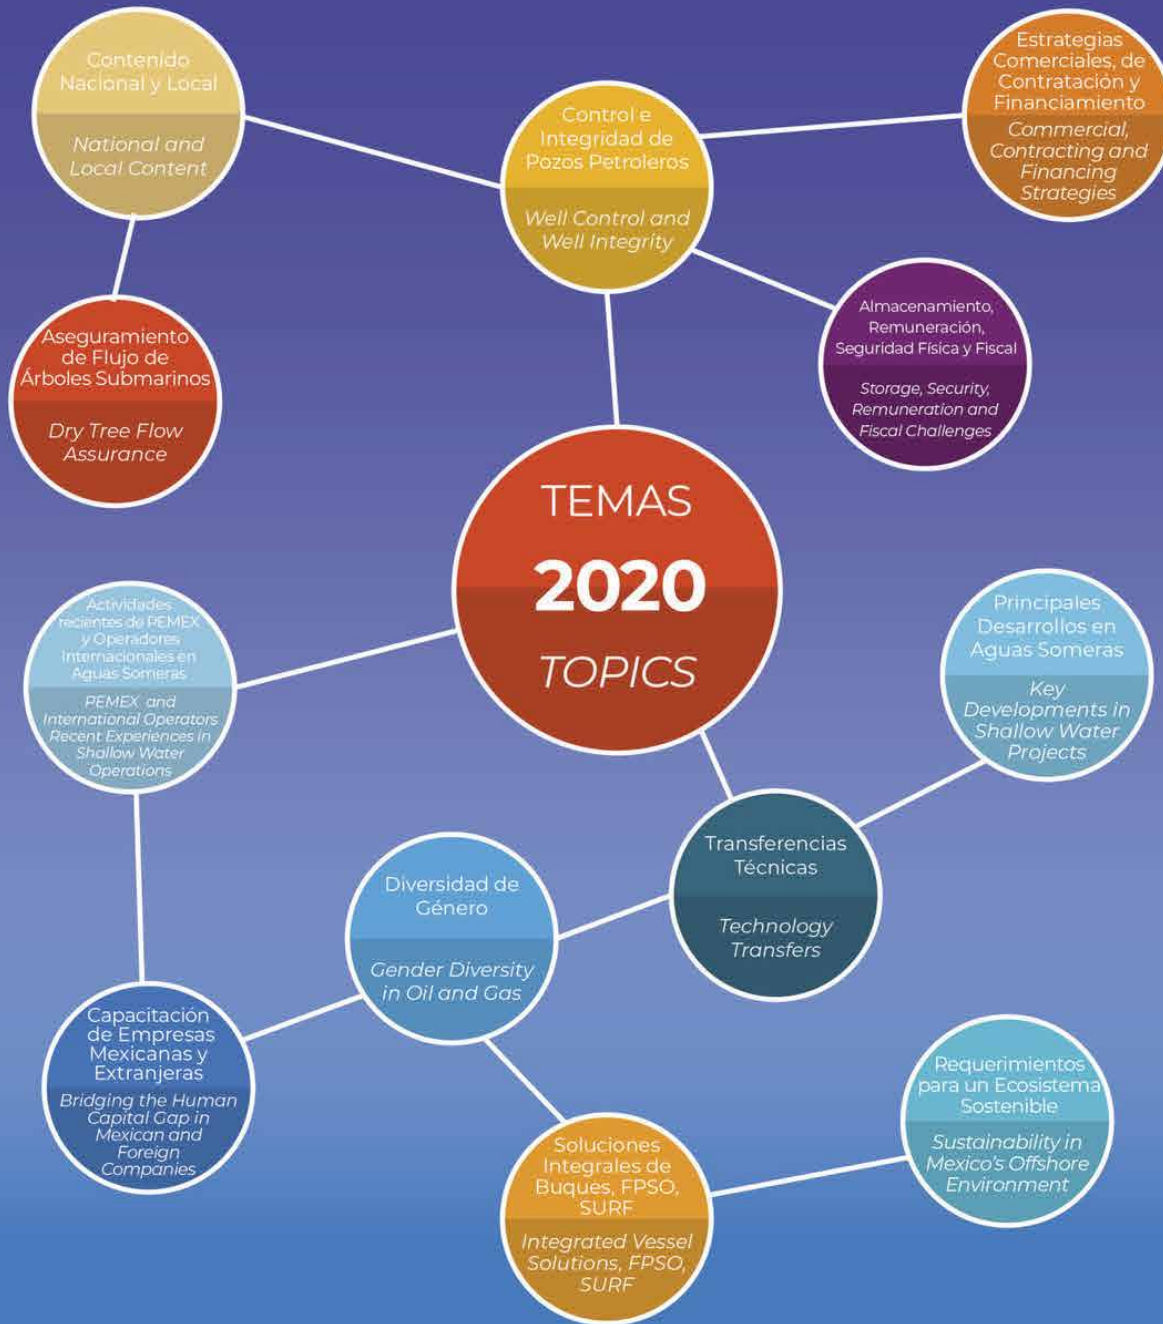 Contenido
Nacional y Local
National and
Local Content
Control e
Integridad de
Pozos Petroleros
Well Control and
Well Integrity
Estrategias
Comerciales, de
Contratación y
Financiamiento
Commercial,
Contracting and
Financing
Strategies
Aseguramiento
de Flujo de
Árboles Submarinos
Dry Tree Flow
Assurance
Almacenamiento,
Remuneración,
Seguridad Física y Fiscal
Storage, Security,
Remuneration and
Fiscal Challenges
TEMAS
2020
TOPICS
Actividades
recientes de PEMEX
y Operadores
Internacionales en
Aguas Someras
PEMEX and
International Operators
Recent Experiences in
Shallow Water
Operations
Principales
Desarrollos en
Aguas Someras
Key
Developments in
Shallow Water
Projects
Transferencias
Técnicas
Technology
Transfers
Diversidad de
Género
Gender Diversity
in Oil and Gas
Capacitación
de Empresas
Mexicanas y
Extranjeras
Bridging the Human
Capital Gap in
Mexican and
Foreign
Companies
Soluciones
Integrales de
Buques, FPSO,
SURF
Integrated Vessel
Solutions, FPSO,
SURF
Requerimientos
para un Ecosistema
Sostenible
Sustainability in
Mexico's Offshore
Environment